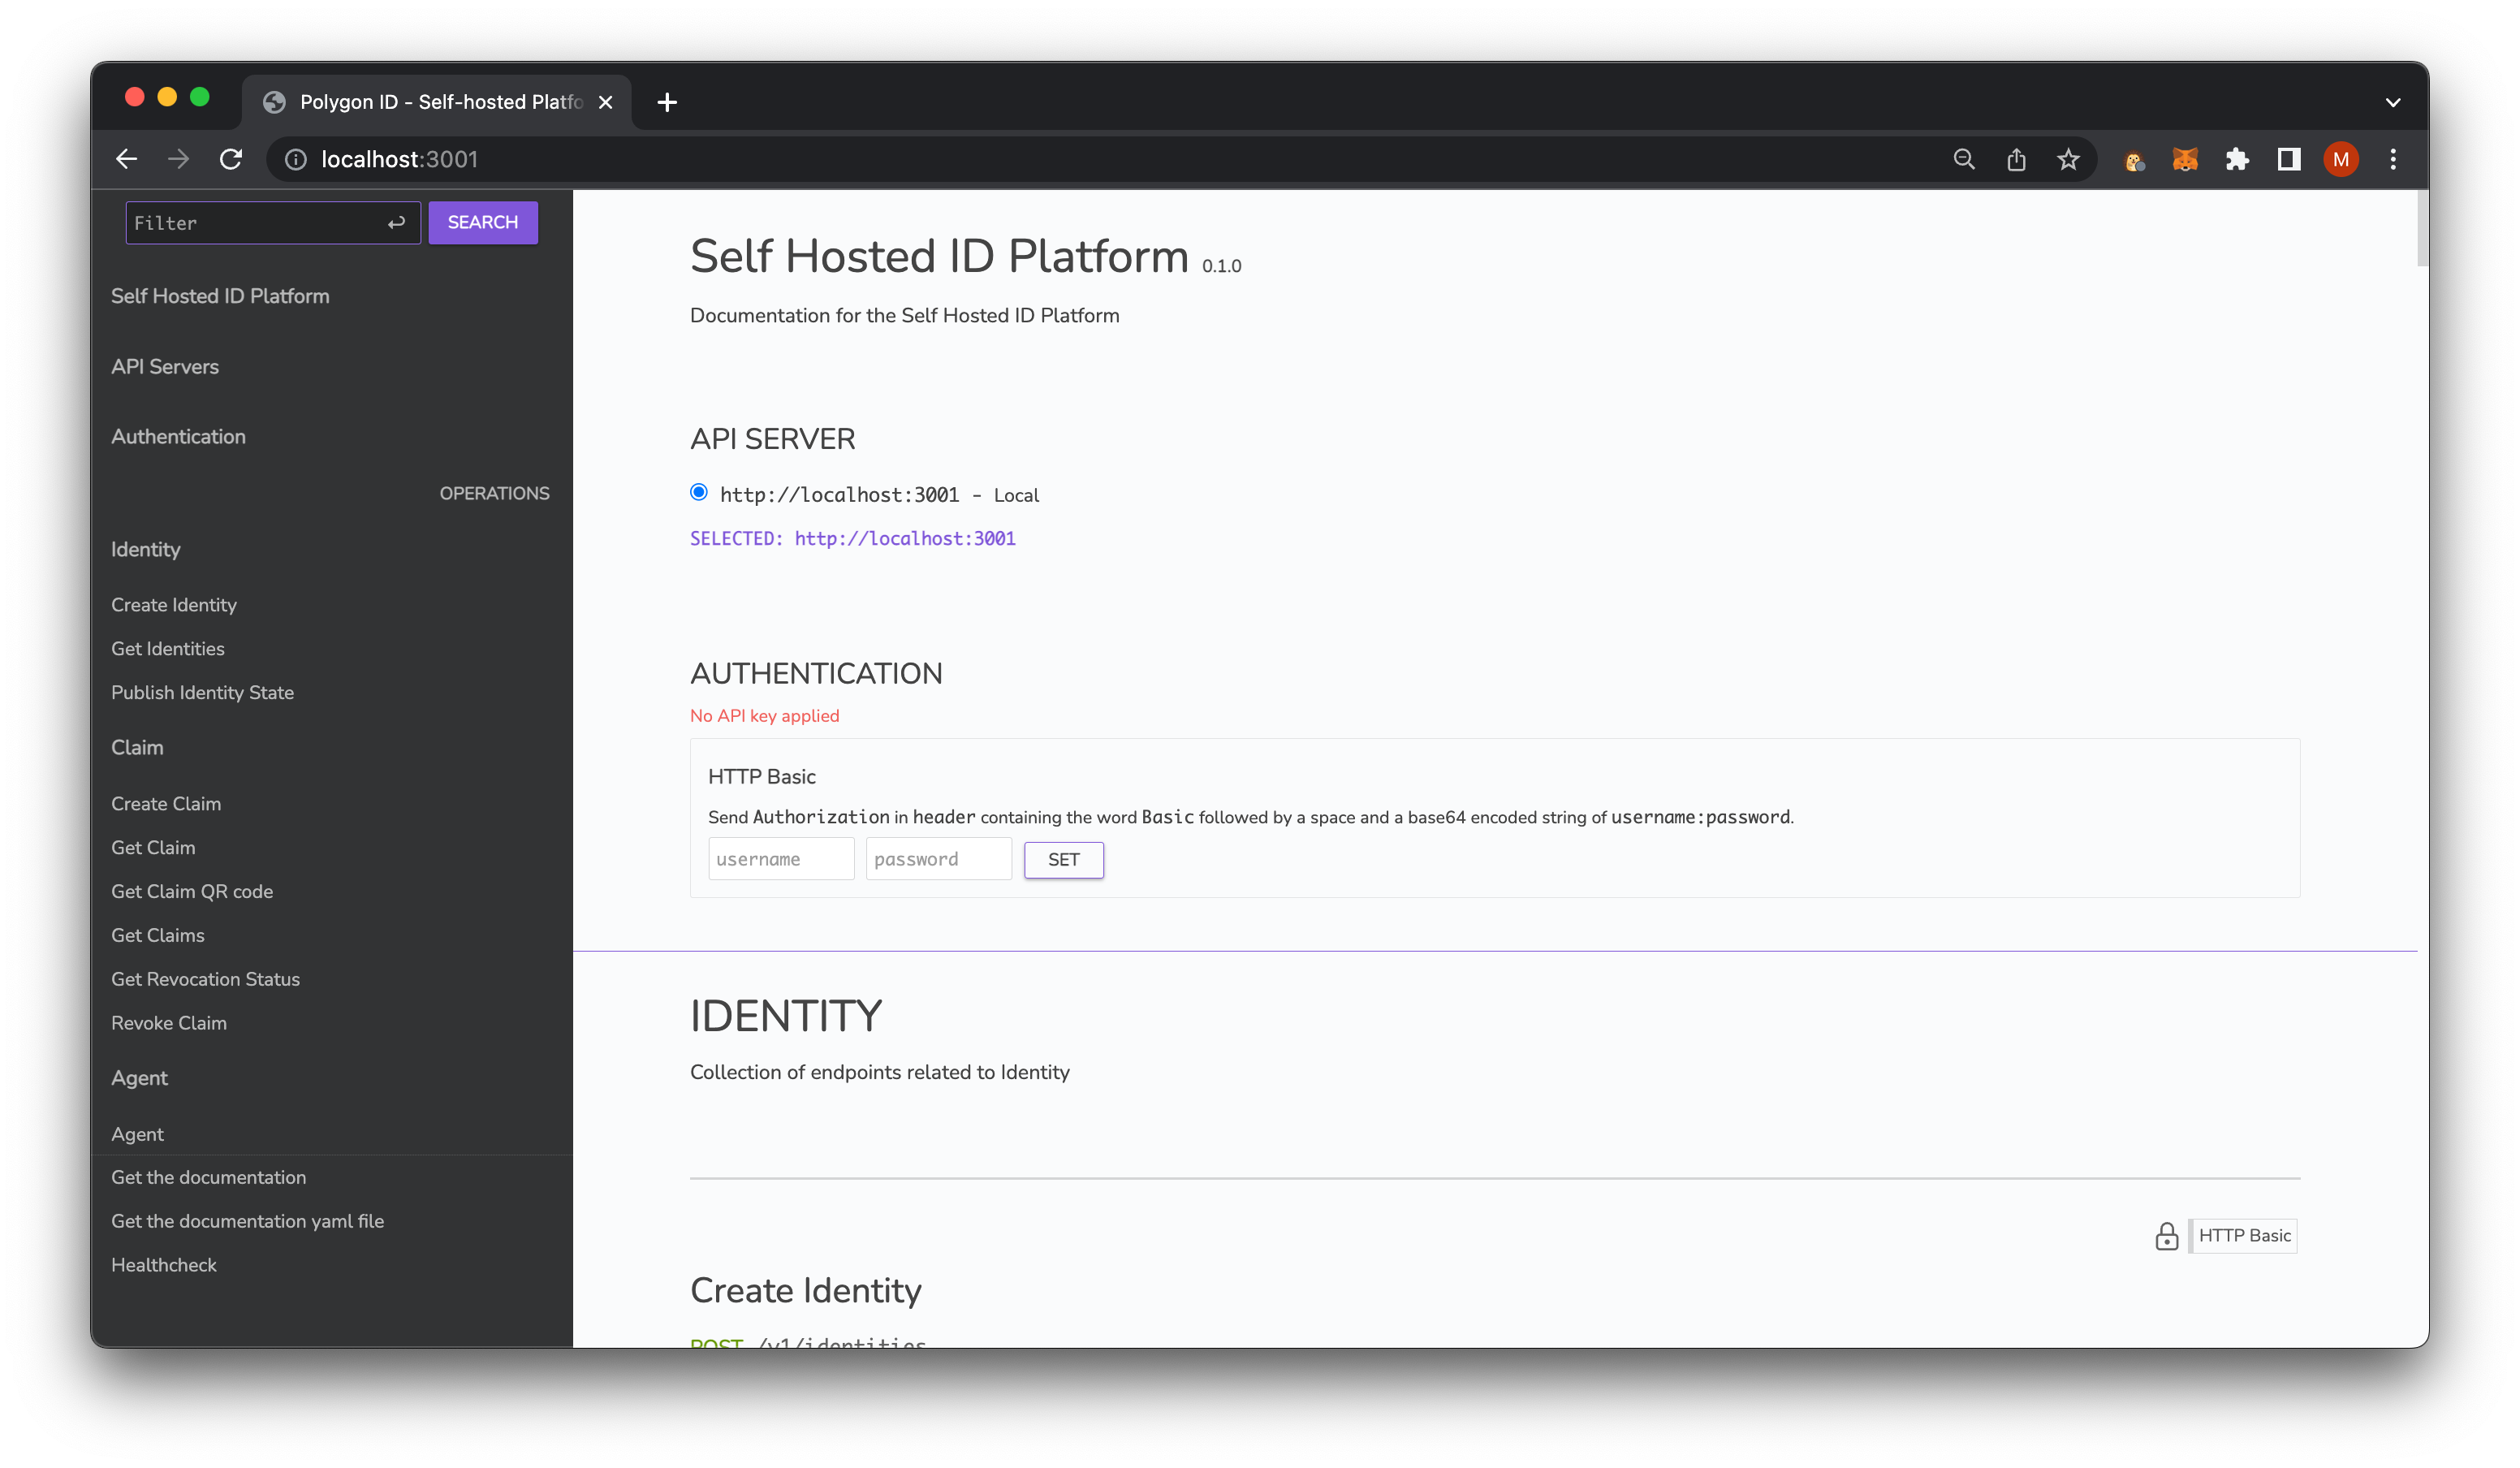 Polygon ID - Self-hosted Platfo
localhost:3001
M
Filter
SEARCH
Self Hosted ID Platform
API Servers
Authentication
OPERATIONS
Identity
Create Identity
Get Identities
Publish Identity State
Claim
Create Claim
Get Claim
Get Claim QR code
Get Claims
Get Revocation Status
Revoke Claim
Agent
Agent
Get the documentation
Get the documentation yaml file
Healthcheck
Self Hosted ID Platform 0.1.0
Documentation for the Self Hosted ID Platform
API SERVER
http://localhost:3001 - Local
SELECTED: http://localhost:3001
AUTHENTICATION
No API key applied
HTTP Basic
Send Authorization in header containing the word Basic followed by a space and a base64 encoded string of username:password.
username password SET
IDENTITY
Collection of endpoints related to Identity
HTTP Basic
Create Identity
POST /v1/identities